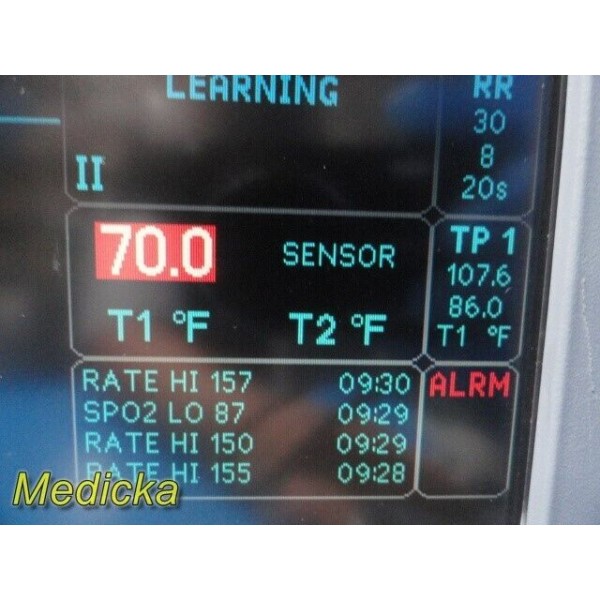 LEARNING
RR
30
8
20s
II
70.0
SENSOR
T1 °F
T2 °F
TP 1
107.6
86.0
T1 °F
RATE HI 157 09:30
SPO2 LO 87 09:29
RATE HI 150 09:29
RATE HI 155 09:28
ALRM
Medicka